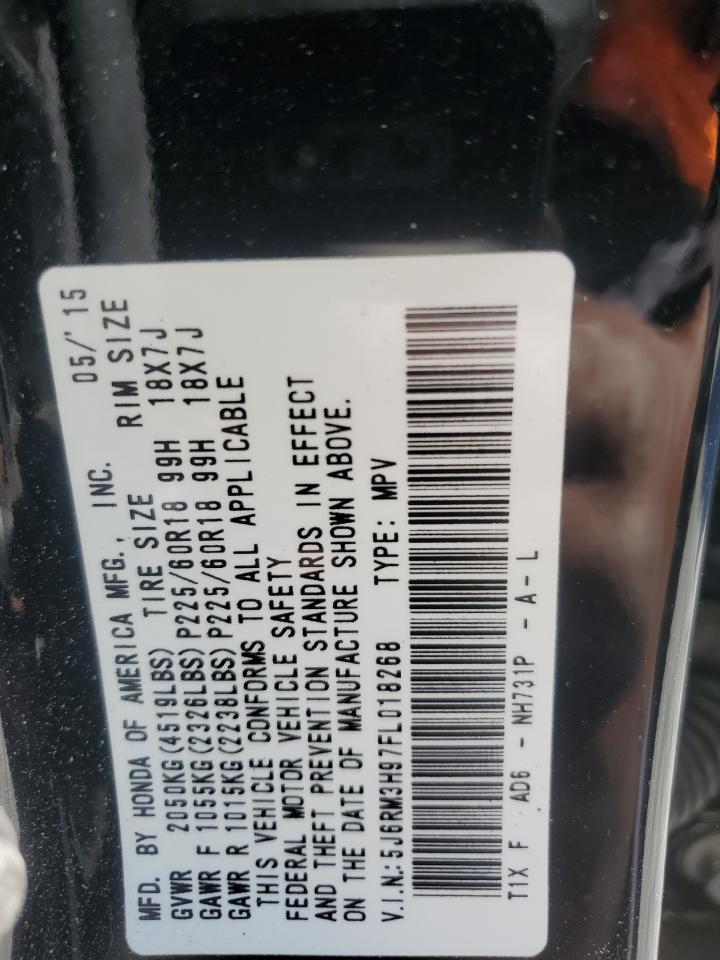 MFD. BY HONDA OF AMERICA MFG., INC. 05/'15
GVWR 2050KG(4519LBS) TIRE SIZE RIM SIZE
GAWR F 1055KG(2326LBS) P225/60R18 99H 18X7J
GAWR R 1015KG(2238LBS) P225/60R18 99H 18X7J
THIS VEHICLE CONFORMS TO ALL APPLICABLE
FEDERAL MOTOR VEHICLE SAFETY
AND THEFT PREVENTION STANDARDS IN EFFECT
ON THE DATE OF MANUFACTURE SHOWN ABOVE.
V.I.N.: 5J6RM3H97FL018268 TYPE: MPV
T1X F AD6 - NH731P - A - L